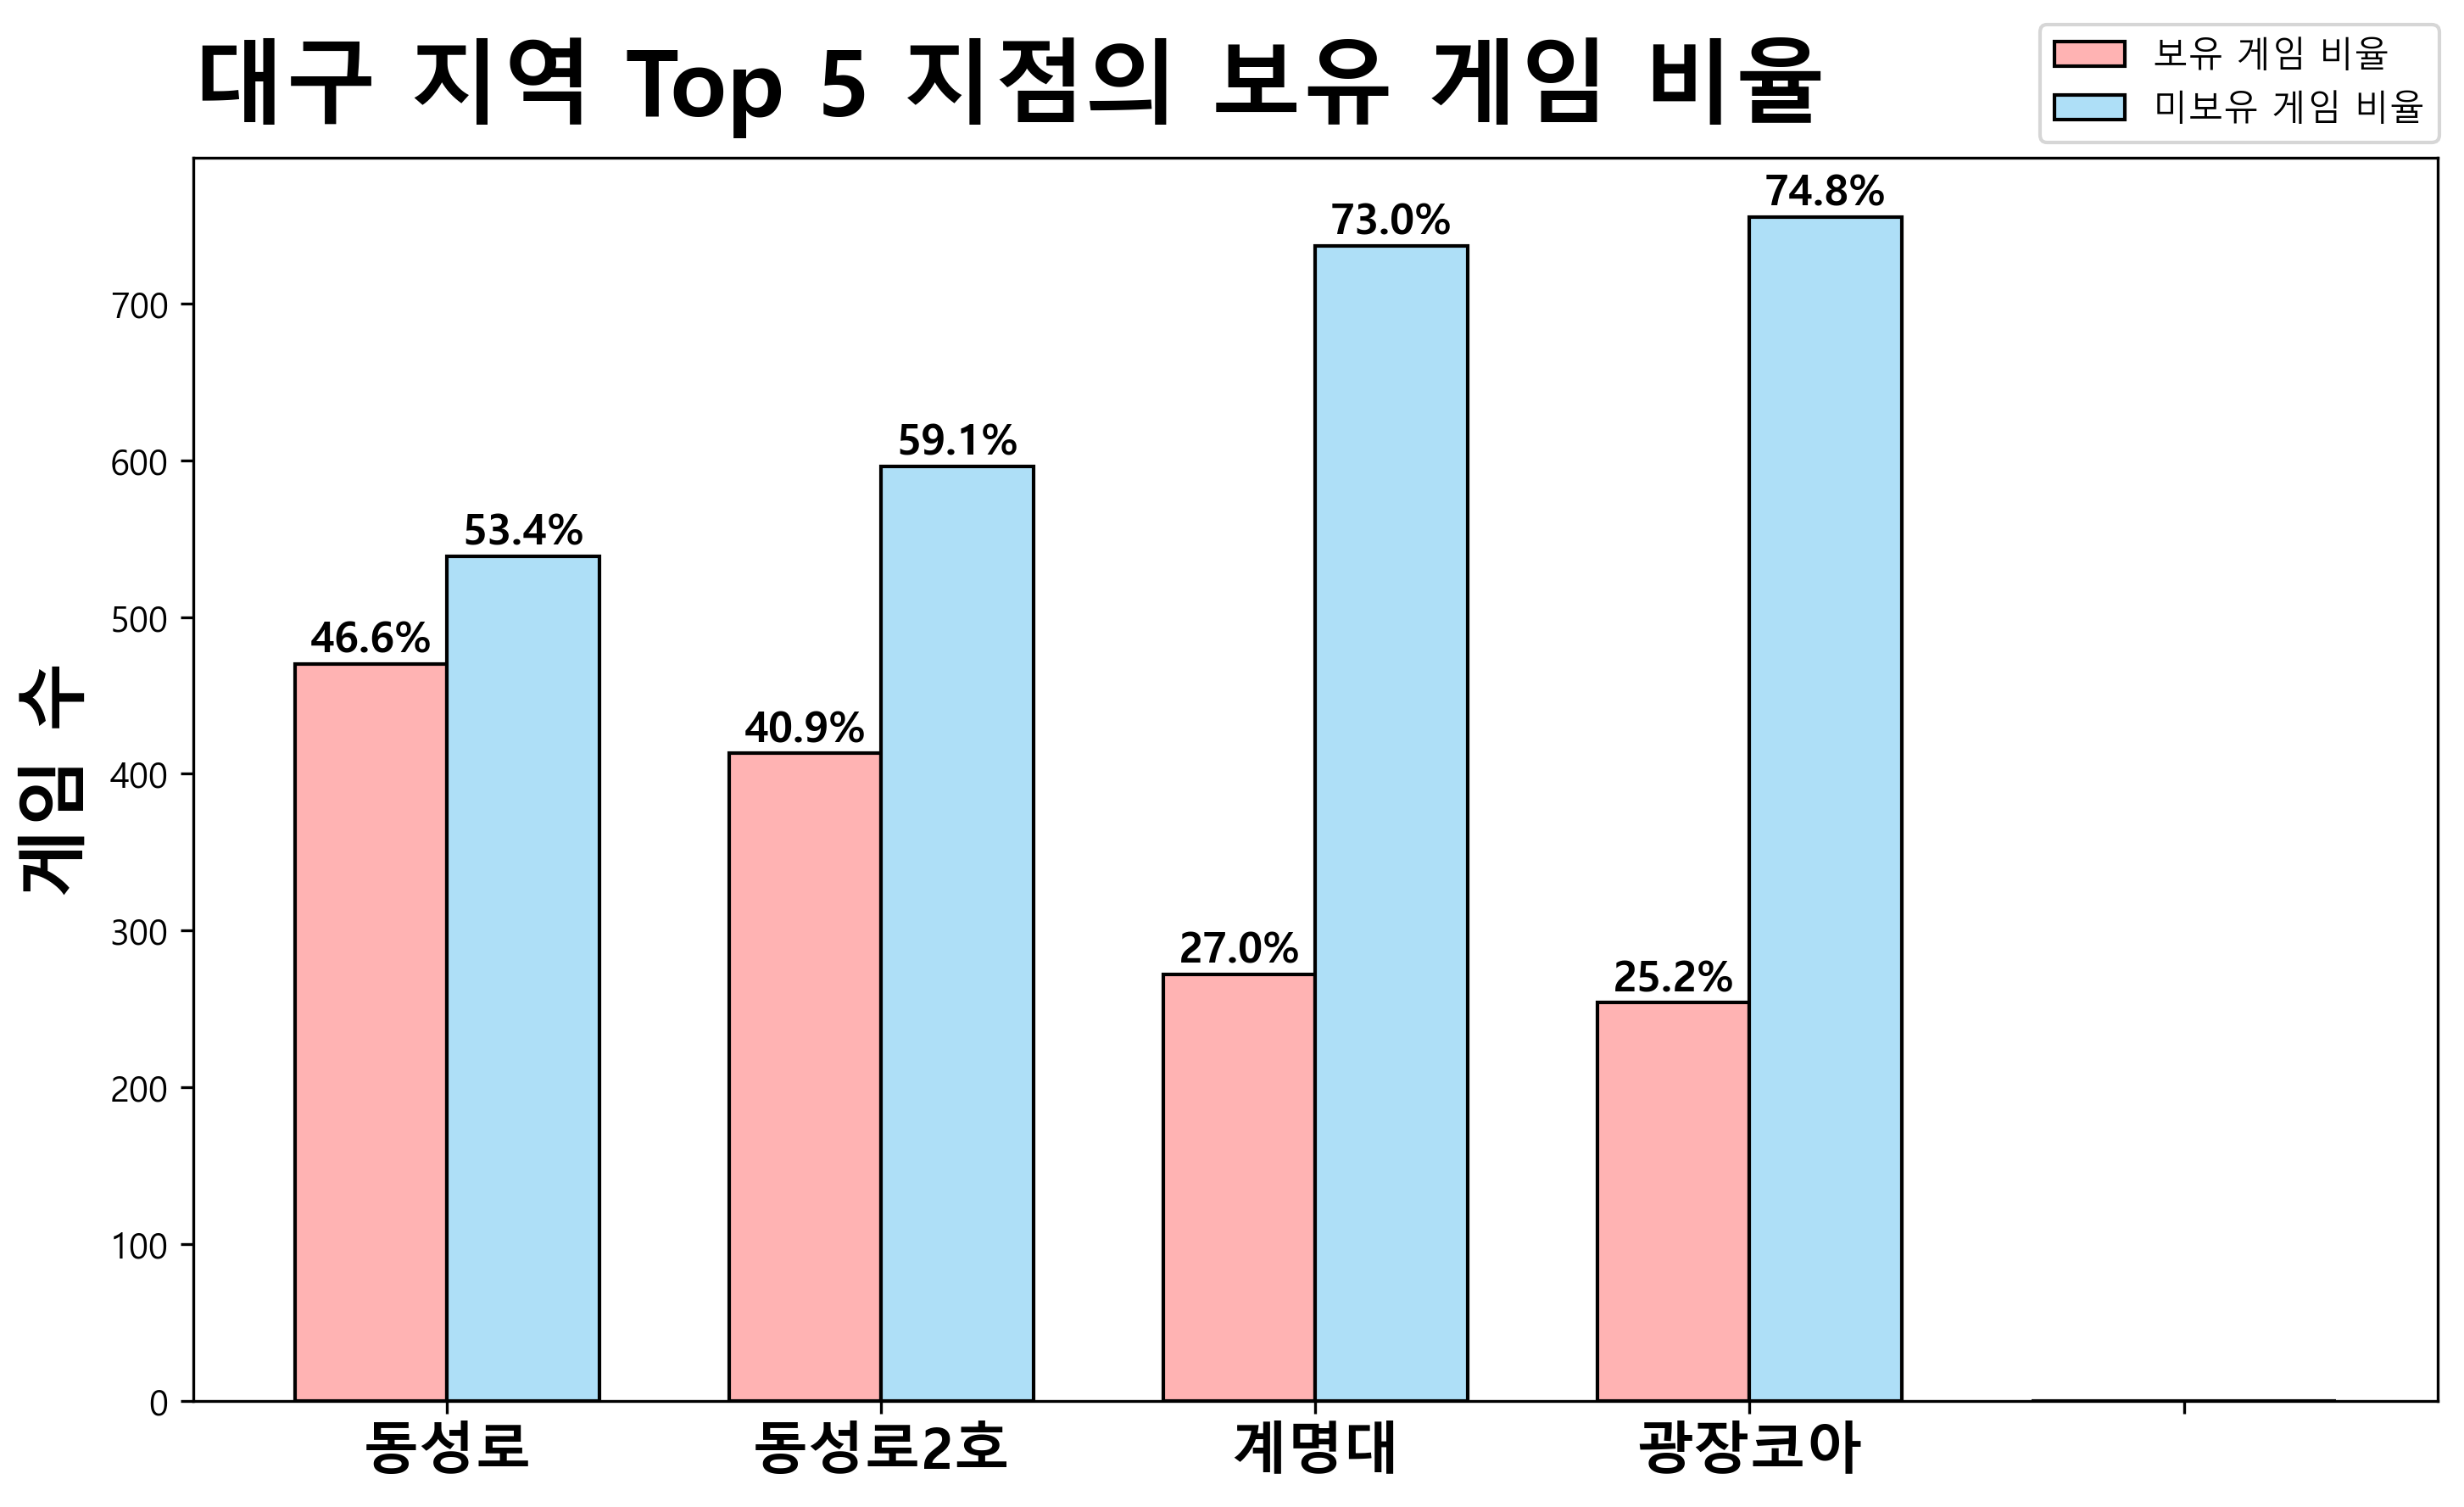 대구 지역 Top 5 지점의 보유 게임 비율
보유 게임 비율
미보유 게임 비율
게임 수
700
600
500
400
300
200
100
0
46.6%
53.4%
40.9%
59.1%
27.0%
73.0%
25.2%
74.8%
동성로
동성로2호
계명대
광장코아